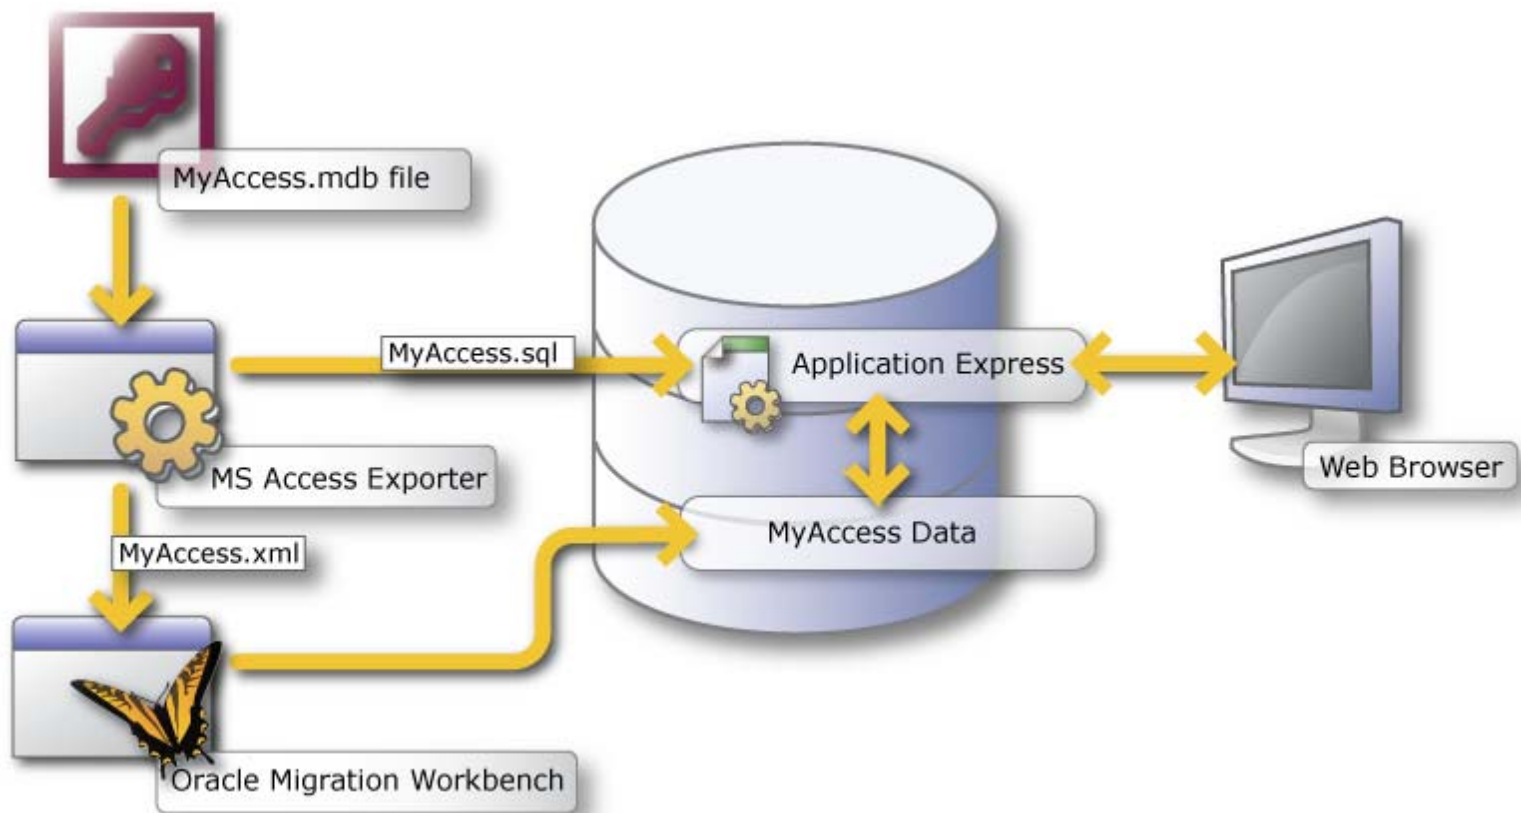 MyAccess.mdb file
MyAccess.sql
Application Express
MS Access Exporter
Web Browser
MyAccess.xml
MyAccess Data
Oracle Migration Workbench